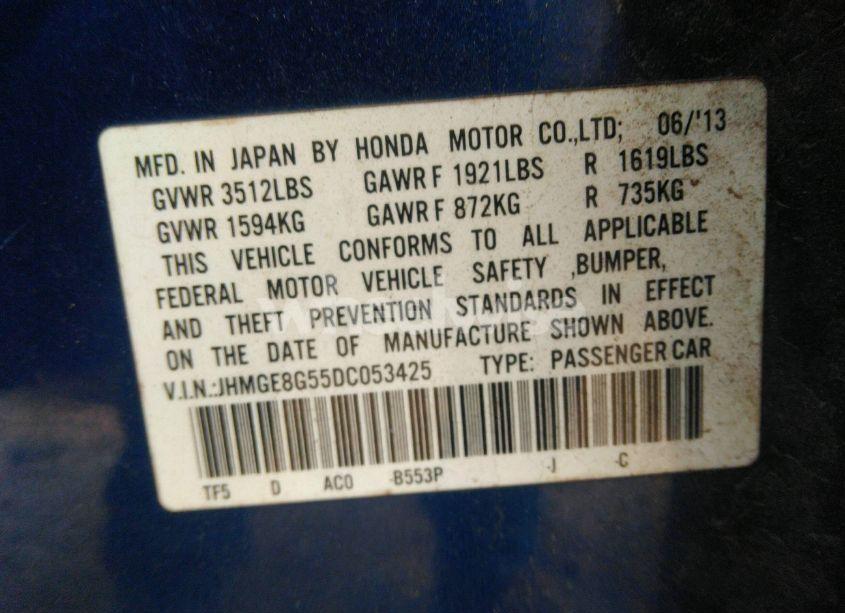 MFD. IN JAPAN BY HONDA MOTOR CO.,LTD; 06/'13
GVWR 3512LBS GAWR F 1921LBS R 1619LBS
GVWR 1594KG GAWR F 872KG R 735KG
THIS VEHICLE CONFORMS TO ALL APPLICABLE
FEDERAL MOTOR VEHICLE SAFETY ,BUMPER,
AND THEFT PREVENTION STANDARDS IN EFFECT
ON THE DATE OF MANUFACTURE SHOWN ABOVE.
V.I.N.:JHMGE8G55DC053425 TYPE: PASSENGER CAR
TF5 D AC0 -B553P -J -C